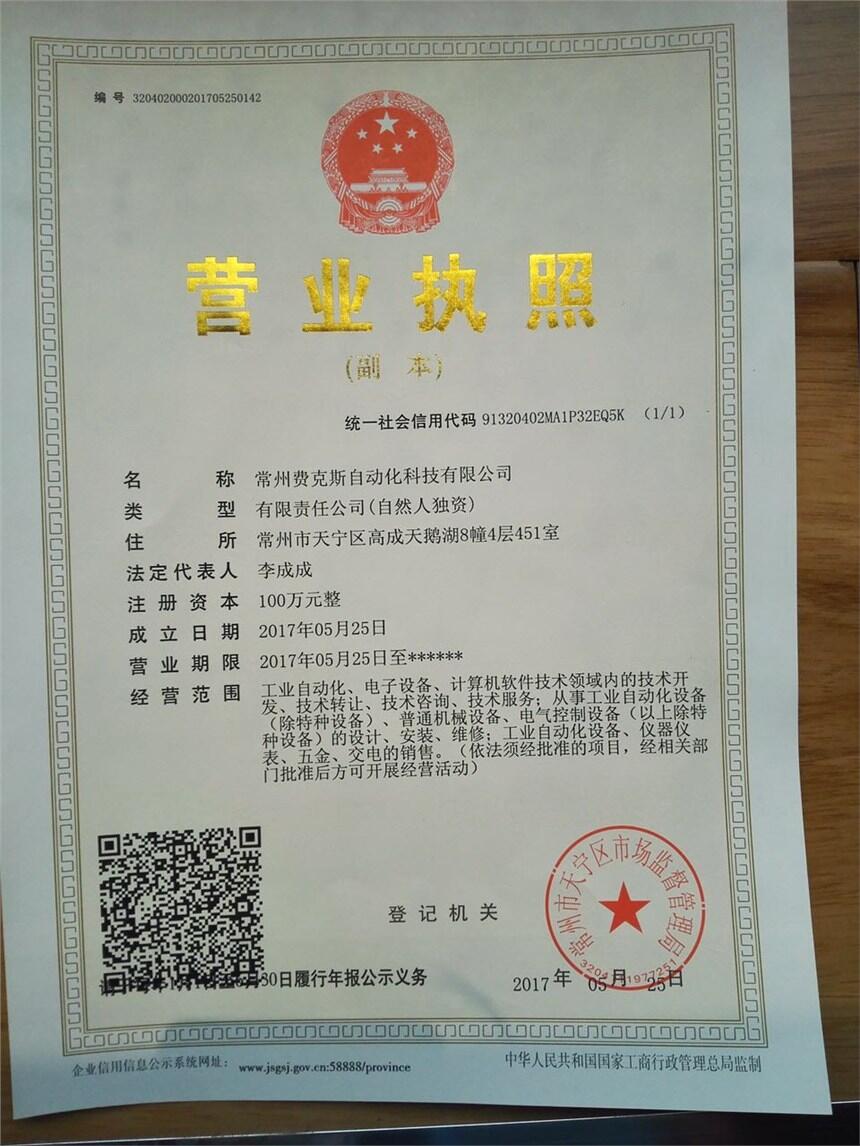 编号 320402000201705250142
营业执照
(副本)
统一社会信用代码 91320402MA1P32EQ5K (1/1)
名称 常州费克斯自动化科技有限公司
类型 有限责任公司(自然人独资)
住所 常州市天宁区高成天鹅湖8幢4层451室
法定代表人 李成成
注册资本 100万元整
成立日期 2017年05月25日
营业期限 2017年05月25日至******
经营范围 工业自动化、电子设备、计算机软件技术领域内的技术开
发、技术转让、技术咨询、技术服务；从事工业自动化设备
（除特种设备）、普通机械设备、电气控制设备（以上除特
种设备）的设计、安装、维修；工业自动化设备、仪器仪
表、五金、交电的销售。（依法须经批准的项目，经相关部
门批准后方可开展经营活动）
常州市天宁区市场监督管理局
登记机关
30日履行年报公示义务
2017年 05月 25日
企业信用信息公示系统网址： www.jsgsj.gov.cn:58888/province
中华人民共和国国家工商行政管理总局监制